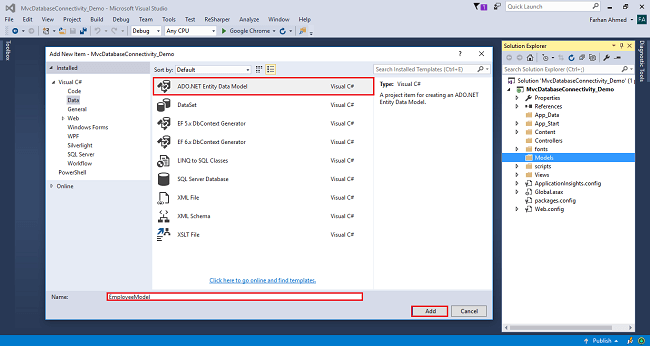 MvcDatabaseConnectivity_Demo - Microsoft Visual Studio
1
Quick Launch (Ctrl+Q)
File Edit View Project Build Debug Team Tools Test ReSharper Analyze Window Help
Farhan Ahmed FA
Debug Any CPU Google Chrome
Toolbox
Add New Item - MvcDatabaseConnectivity_Demo
Installed
Sort by: Default
Search Installed Templates (Ctrl+E)
Visual C#
Code
Data
General
Web
Windows Forms
WPF
Silverlight
SQL Server
Workflow
PowerShell
Online
ADO.NET Entity Data Model Visual C#
DataSet Visual C#
EF 5.x DbContext Generator Visual C#
EF 6.x DbContext Generator Visual C#
LINQ to SQL Classes Visual C#
SQL Server Database Visual C#
XML File Visual C#
XML Schema Visual C#
XSLT File Visual C#
Type: Visual C#
A project item for creating an ADO.NET
Entity Data Model.
Click here to go online and find templates.
Name: EmployeeModel
Add Cancel
Solution Explorer
Search Solution Explorer (Ctrl+;)
Solution 'MvcDatabaseConnectivity_Demo' (1
MvcDatabaseConnectivity_Demo
Properties
References
App_Data
App_Start
Content
Controllers
fonts
Models
scripts
Views
ApplicationInsights.config
Global.asax
packages.config
Web.config
Diagnostic Tools
Publish